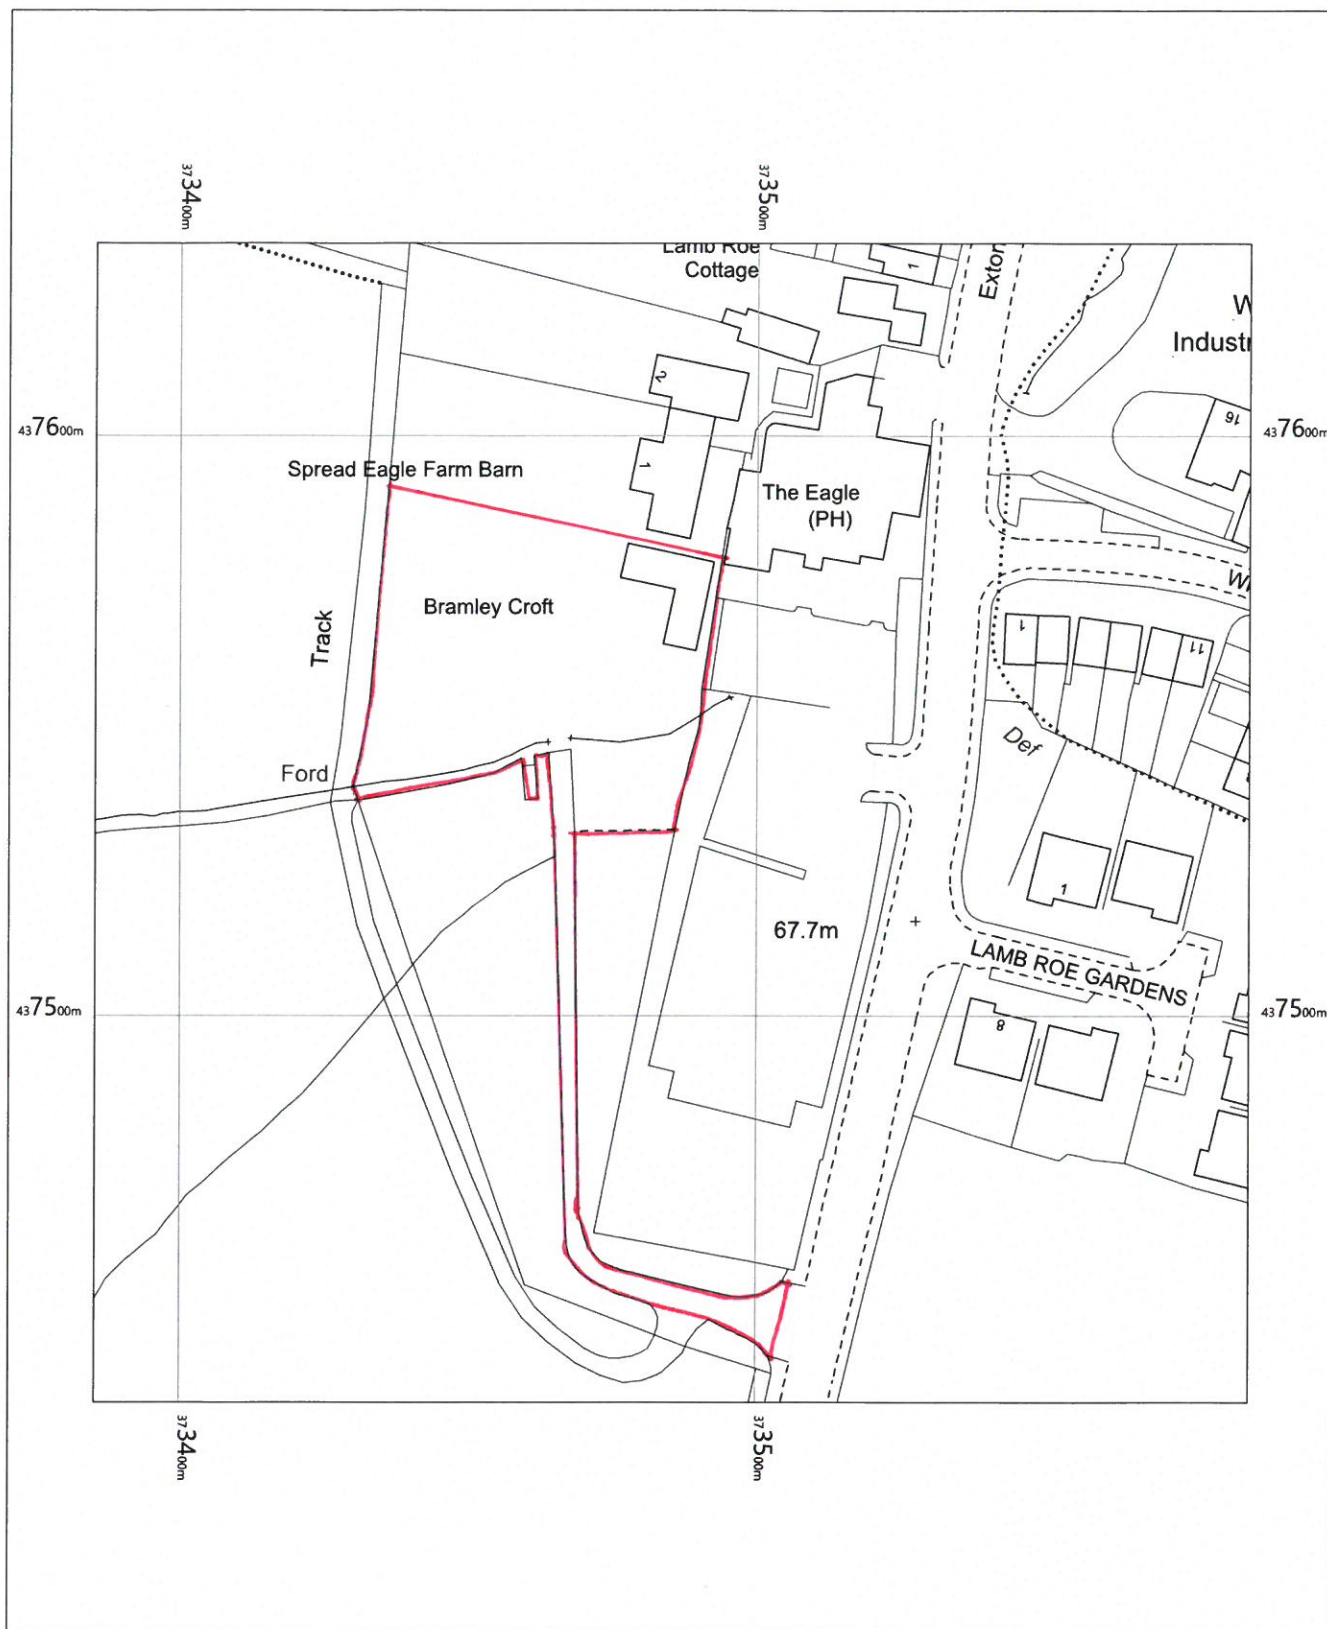 3734 00m
3735 00m
Lamb Roe
Cottage
Exton
1
W
Industr
2
16
4376 00m
4376 00m
1
Spread Eagle Farm Barn
The Eagle
(PH)
W
Bramley Croft
1
11
Track
Def
Ford
1
67.7m
LAMB ROE GARDENS
4375 00m
4375 00m
8
3734 00m
3735 00m